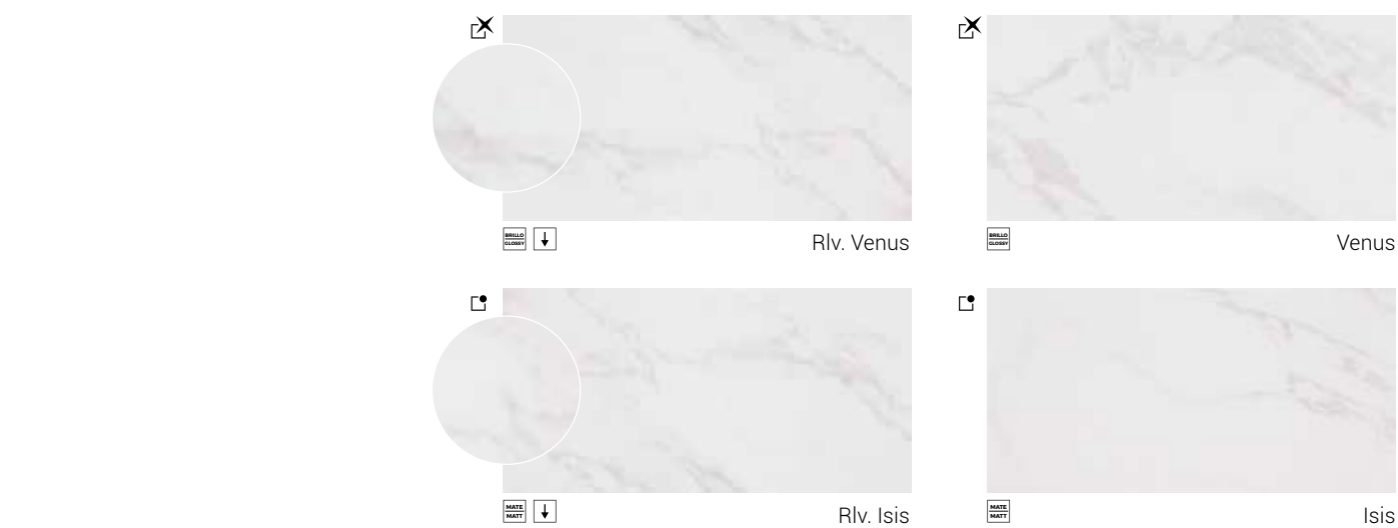 BRILLO
GLOSSY
Rlv. Venus
BRILLO
GLOSSY
Venus
MATE
MATT
Rlv. Isis
MATE
MATT
Isis